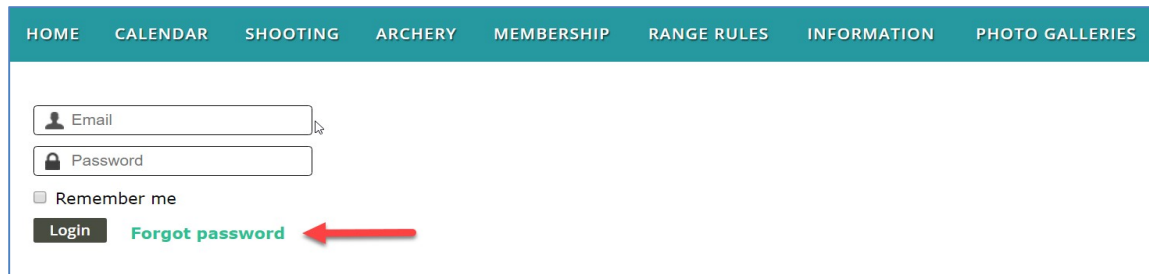 HOME CALENDAR SHOOTING ARCHERY MEMBERSHIP RANGE RULES INFORMATION PHOTO GALLERIES
Email
Password
Remember me
Login Forgot password